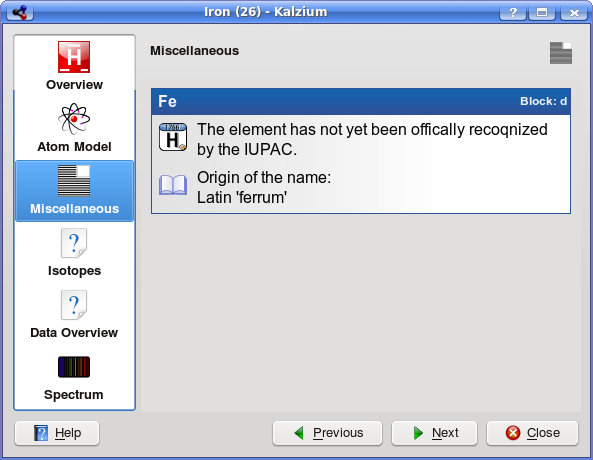 Iron (26) - Kalzium
Miscellaneous
H
Overview
Atom Model
Miscellaneous
Isotopes
Data Overview
Spectrum
Fe
Block: d
1766
H
The element has not yet been offically recoqnized
by the IUPAC.
Origin of the name:
Latin 'ferrum'
Help
Previous
Next
Close